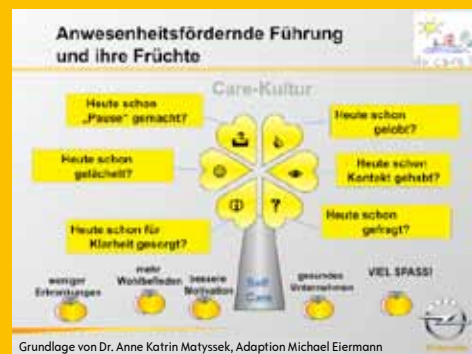 Anwesenheitsfördernde Führung
und ihre Früchte
do care!
Care-Kultur
Heute schon
„Pause“ gemacht?
Heute schon
gelobt?
Heute schon
gelächelt?
Heute schon
Kontakt gehabt?
Heute schon für
Klarheit gesorgt?
Heute schon
gefragt?
weniger
Erkrankungen
mehr
Wohlbefinden
bessere
Motivation
Self
Care
gesundes
Unternehmen
VIEL SPASS!
Grundlage von Dr. Anne Katrin Matyssek, Adaption Michael Eiermann